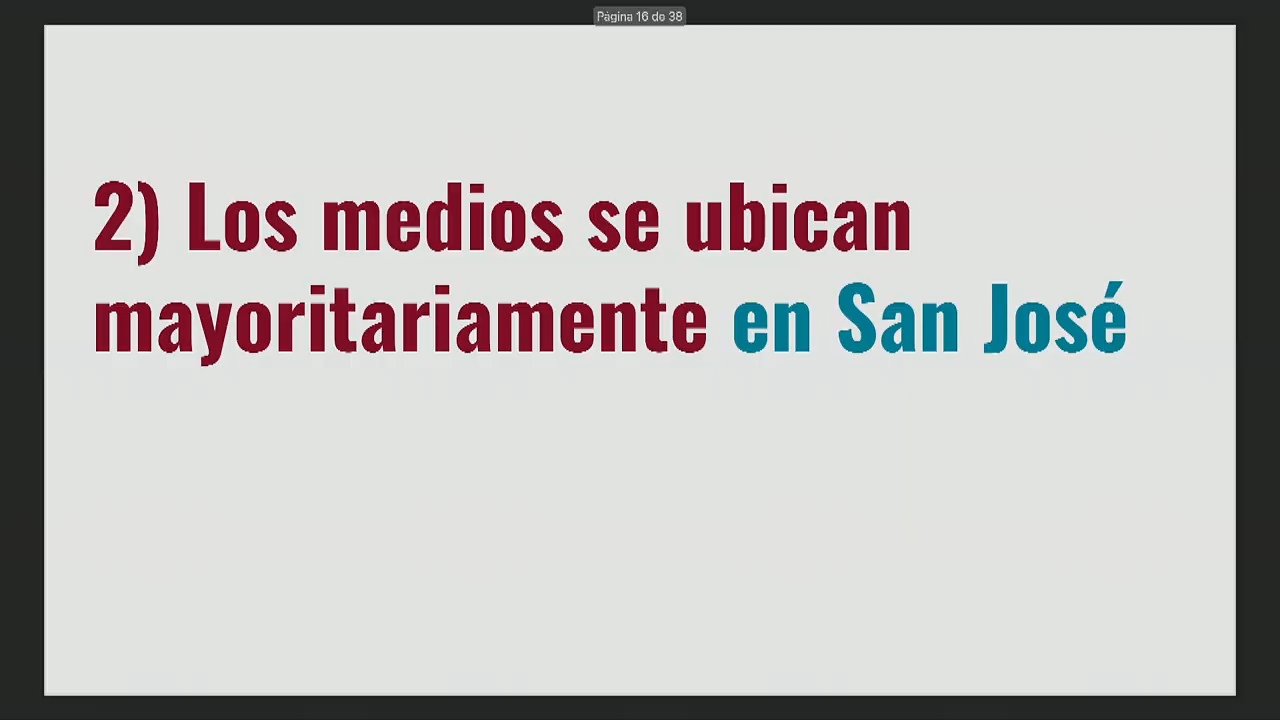 Página 16 de 38
2) Los medios se ubican
mayoritariamente en San José